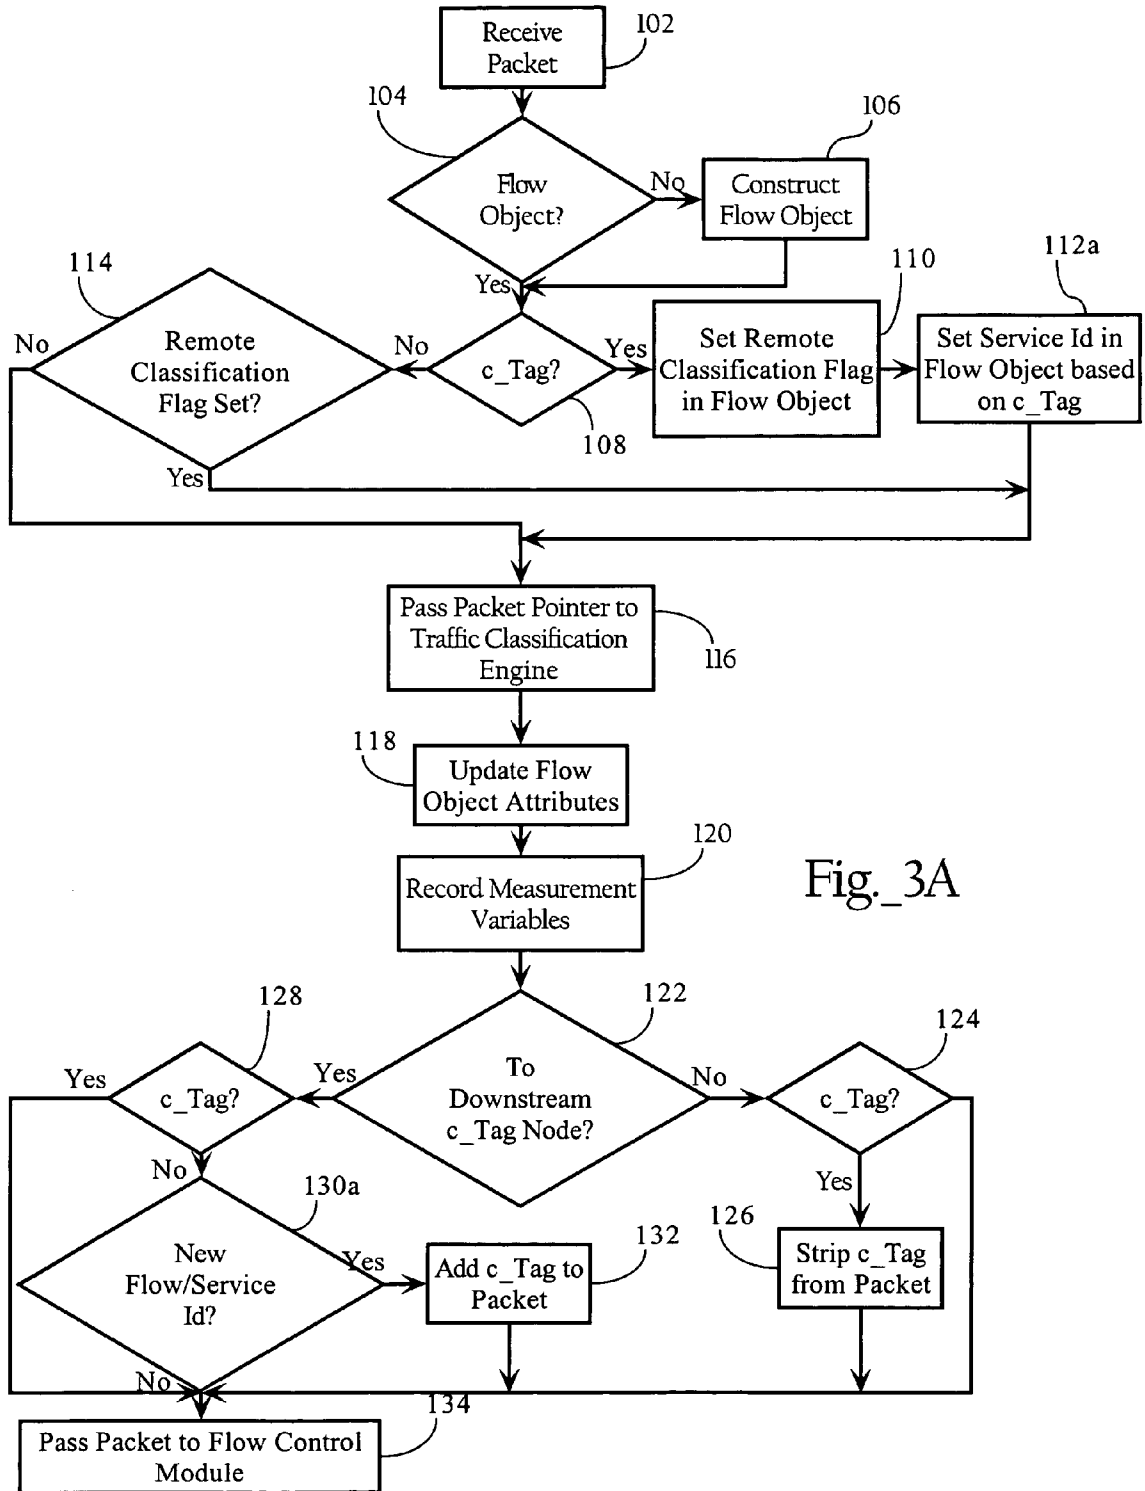 Receive
Packet
102
104
Flow
Object?
No
106
Construct
Flow Object
Yes
114
Remote
Classification
Flag Set?
No
Yes
No
c_Tag?
108
Yes
110
Set Remote
Classification Flag
in Flow Object
112a
Set Service Id in
Flow Object based
on c_Tag
Pass Packet Pointer to
Traffic Classification
Engine
116
118
Update Flow
Object Attributes
120
Record Measurement
Variables
Fig._3A
122
To
Downstream
c_Tag Node?
Yes
No
128
c_Tag?
Yes
No
124
c_Tag?
Yes
126
Strip c_Tag
from Packet
130a
New
Flow/Service
Id?
Yes
No
132
Add c_Tag to
Packet
134
Pass Packet to Flow Control
Module